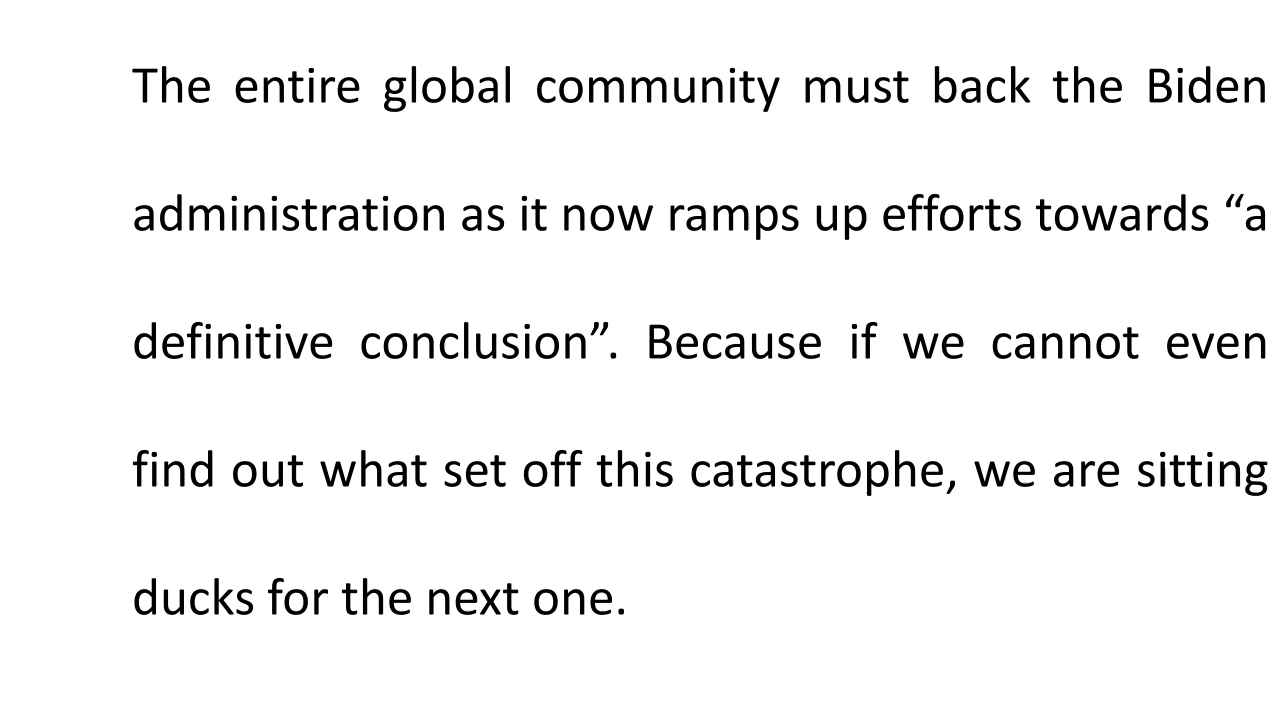 The entire global community must back the Biden
administration as it now ramps up efforts towards “a
definitive conclusion”. Because if we cannot even
find out what set off this catastrophe, we are sitting
ducks for the next one.